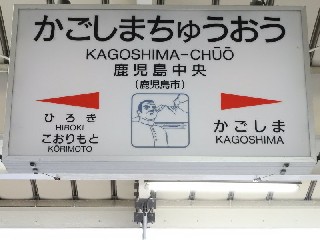 かごしまちゅうおう
KAGOSHIMA-CHŪŌ
鹿児島中央
(鹿児島市)
ひろき
HIROKI
こおりもと
KŌRIMOTO
かごしま
KAGOSHIMA